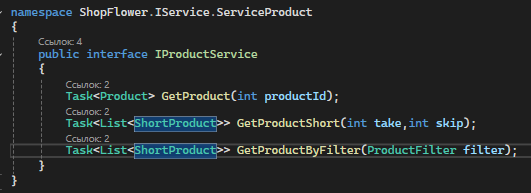 namespace ShopFlower.IService.ServiceProduct
{
Ссылок: 4
public interface IProductService
{
Ссылок: 2
Task<Product> GetProduct(int productId);
Ссылок: 2
Task<List<ShortProduct>> GetProductShort(int take,int skip);
Ссылок: 2
Task<List<ShortProduct>> GetProductByFilter(ProductFilter filter);
}
}